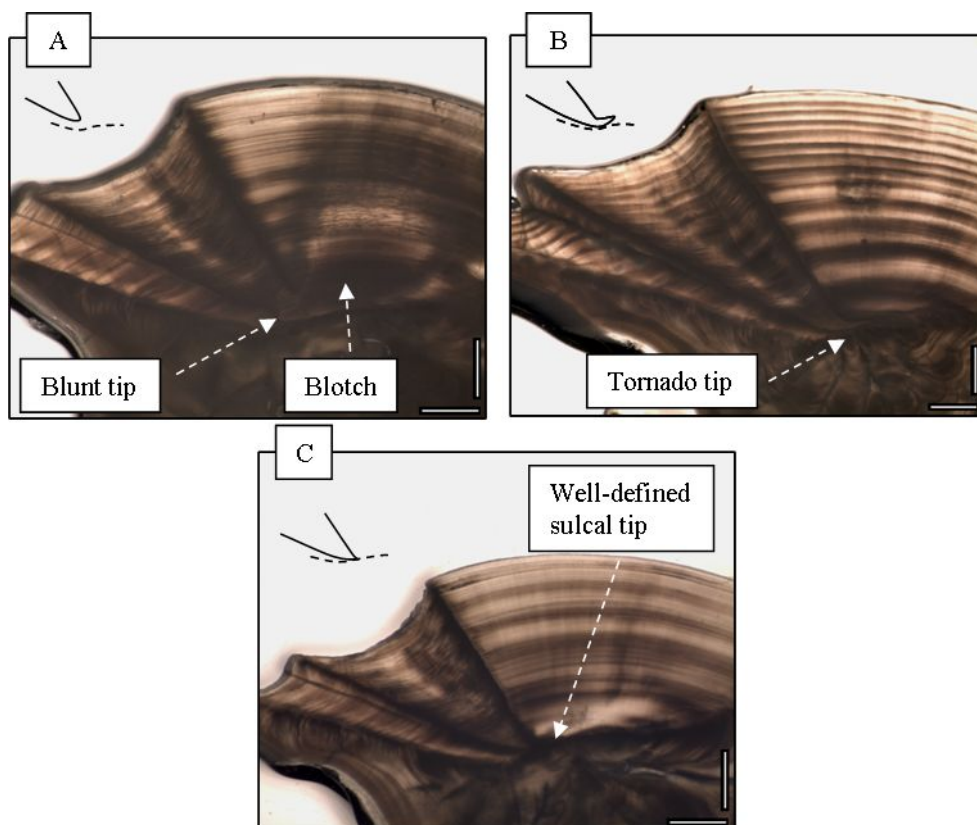 A
B
Blunt tip
Blotch
Tornado tip
C
Well-defined
sulcal tip